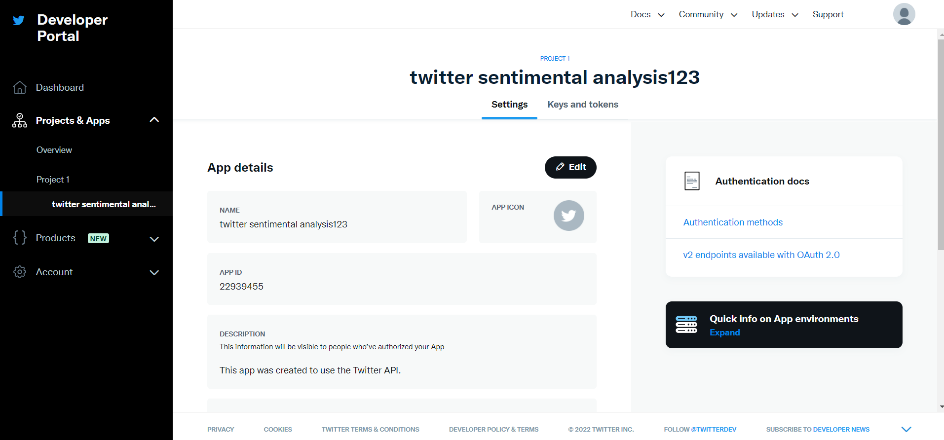 Developer
Portal
Docs
Community
Updates
Support
Dashboard
Projects & Apps
Overview
Project 1
twitter sentimental anal...
Products NEW
Account
PROJECT 1
twitter sentimental analysis123
Settings
Keys and tokens
App details
Edit
NAME
twitter sentimental analysis123
APP ICON
APP ID
22939455
DESCRIPTION
This information will be visible to people who've authorized your App
This app was created to use the Twitter API.
Authentication docs
Authentication methods
v2 endpoints available with OAuth 2.0
Quick info on App environments
Expand
PRIVACY
COOKIES
TWITTER TERMS & CONDITIONS
DEVELOPER POLICY & TERMS
© 2022 TWITTER INC.
FOLLOW @TWITTERDEV
SUBSCRIBE TO DEVELOPER NEWS